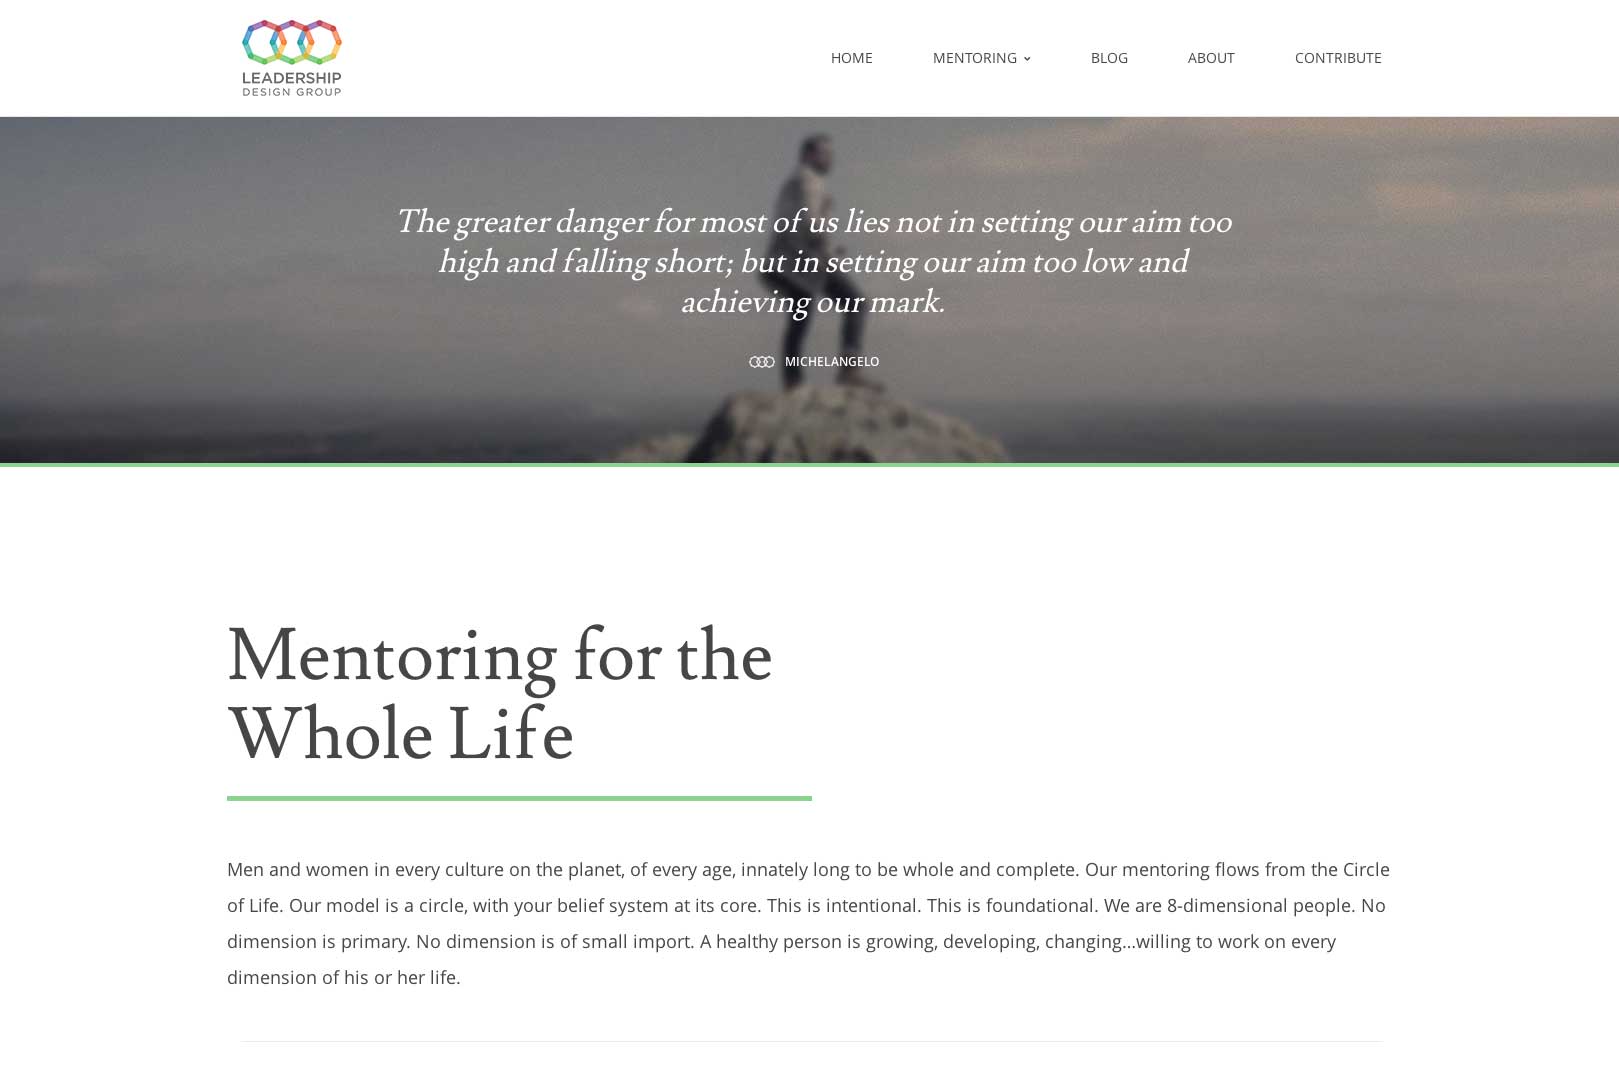 LEADERSHIP
DESIGN GROUP
HOME MENTORING BLOG ABOUT CONTRIBUTE
The greater danger for most of us lies not in setting our aim too
high and falling short; but in setting our aim too low and
achieving our mark.
MICHELANGELO
Mentoring for the
Whole Life
Men and women in every culture on the planet, of every age, innately long to be whole and complete. Our mentoring flows from the Circle
of Life. Our model is a circle, with your belief system at its core. This is intentional. This is foundational. We are 8-dimensional people. No
dimension is primary. No dimension is of small import. A healthy person is growing, developing, changing…willing to work on every
dimension of his or her life.